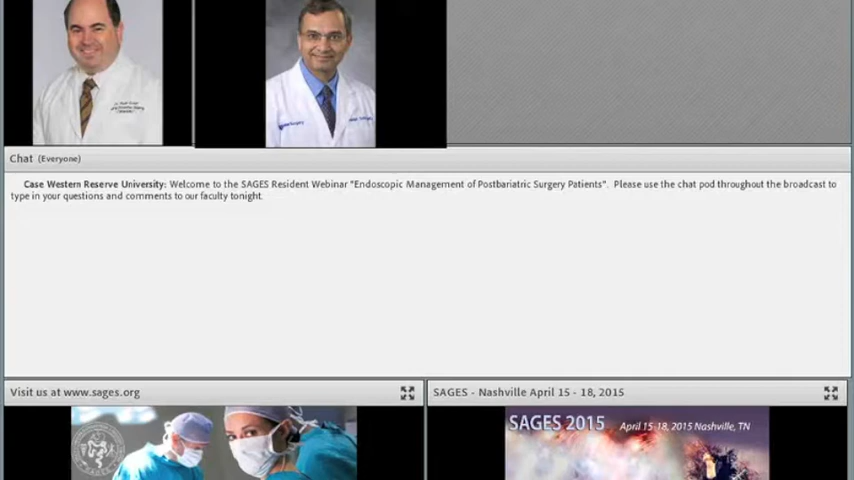 Chat (Everyone)
Case Western Reserve University: Welcome to the SAGES Resident Webinar "Endoscopic Management of Postbariatric Surgery Patients". Please use the chat pod throughout the broadcast to
type in your questions and comments to our faculty tonight.
Visit us at www.sages.org
SAGES - Nashville April 15 - 18, 2015
SAGES 2015
April 15-18, 2015 Nashville, TN